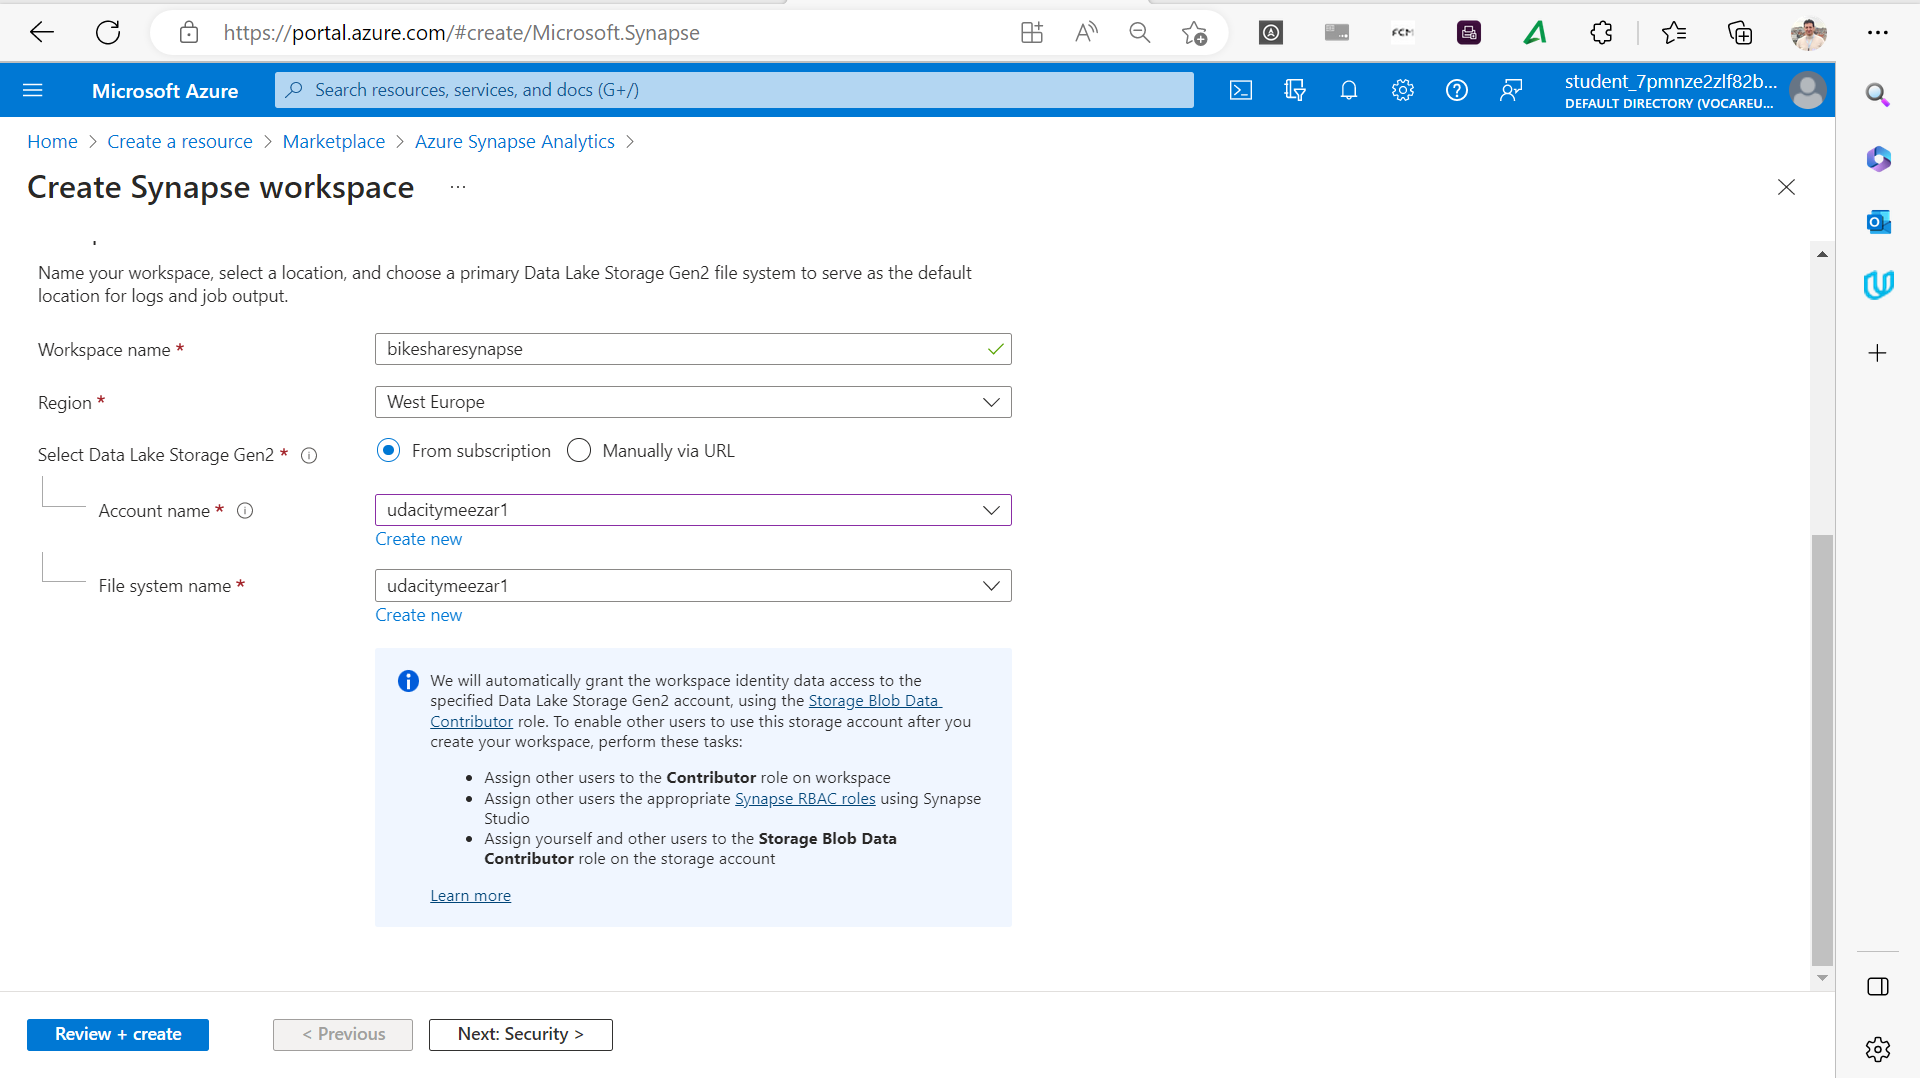 https://portal.azure.com/#create/Microsoft.Synapse
FCM
Microsoft Azure
Search resources, services, and docs (G+/)
student_7pmnze2zlf82b...
DEFAULT DIRECTORY (VOCAREU...
Home > Create a resource > Marketplace > Azure Synapse Analytics >
Create Synapse workspace ...
Name your workspace, select a location, and choose a primary Data Lake Storage Gen2 file system to serve as the default
location for logs and job output.
Workspace name *
bikesharesynapse
Region *
West Europe
Select Data Lake Storage Gen2 *
From subscription
Manually via URL
Account name *
udacitymeezar1
Create new
File system name *
udacitymeezar1
Create new
We will automatically grant the workspace identity data access to the
specified Data Lake Storage Gen2 account, using the Storage Blob Data
Contributor role. To enable other users to use this storage account after you
create your workspace, perform these tasks:
• Assign other users to the Contributor role on workspace
• Assign other users the appropriate Synapse RBAC roles using Synapse
Studio
• Assign yourself and other users to the Storage Blob Data
Contributor role on the storage account
Learn more
Review + create
< Previous
Next: Security >